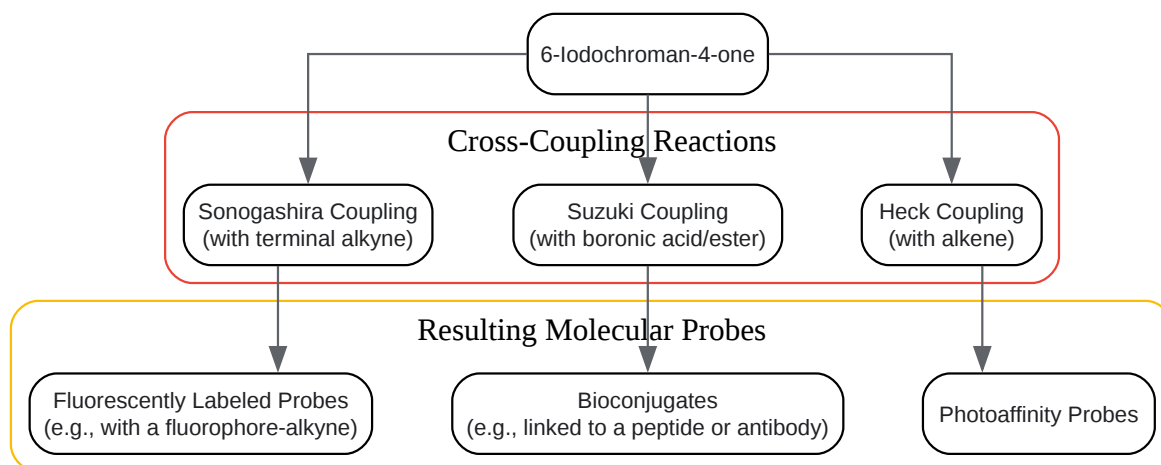 6-Iodochroman-4-one
Cross-Coupling Reactions
Sonogashira Coupling
(with terminal alkyne)
Suzuki Coupling
(with boronic acid/ester)
Heck Coupling
(with alkene)
Resulting Molecular Probes
Fluorescently Labeled Probes
(e.g., with a fluorophore-alkyne)
Bioconjugates
(e.g., linked to a peptide or antibody)
Photoaffinity Probes